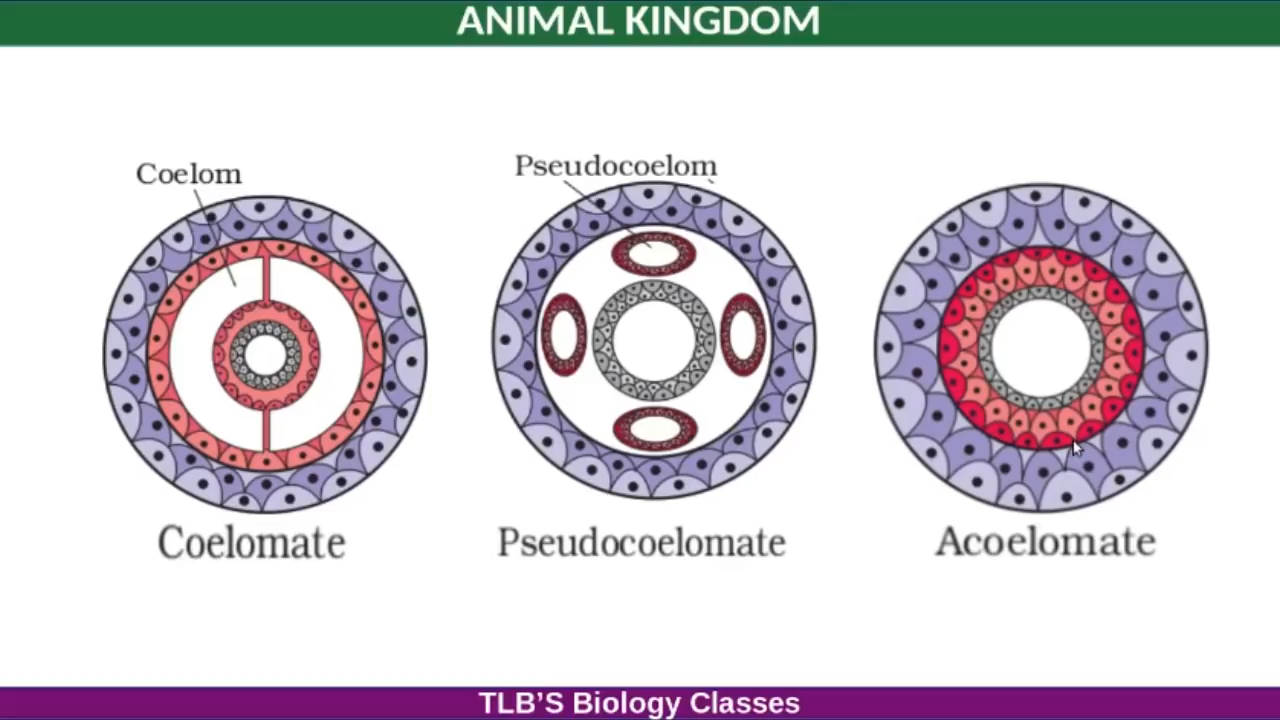 ANIMAL KINGDOM
Coelom
Pseudocoelom
Coelomate
Pseudocoelomate
Acoelomate
TLB’S Biology Classes